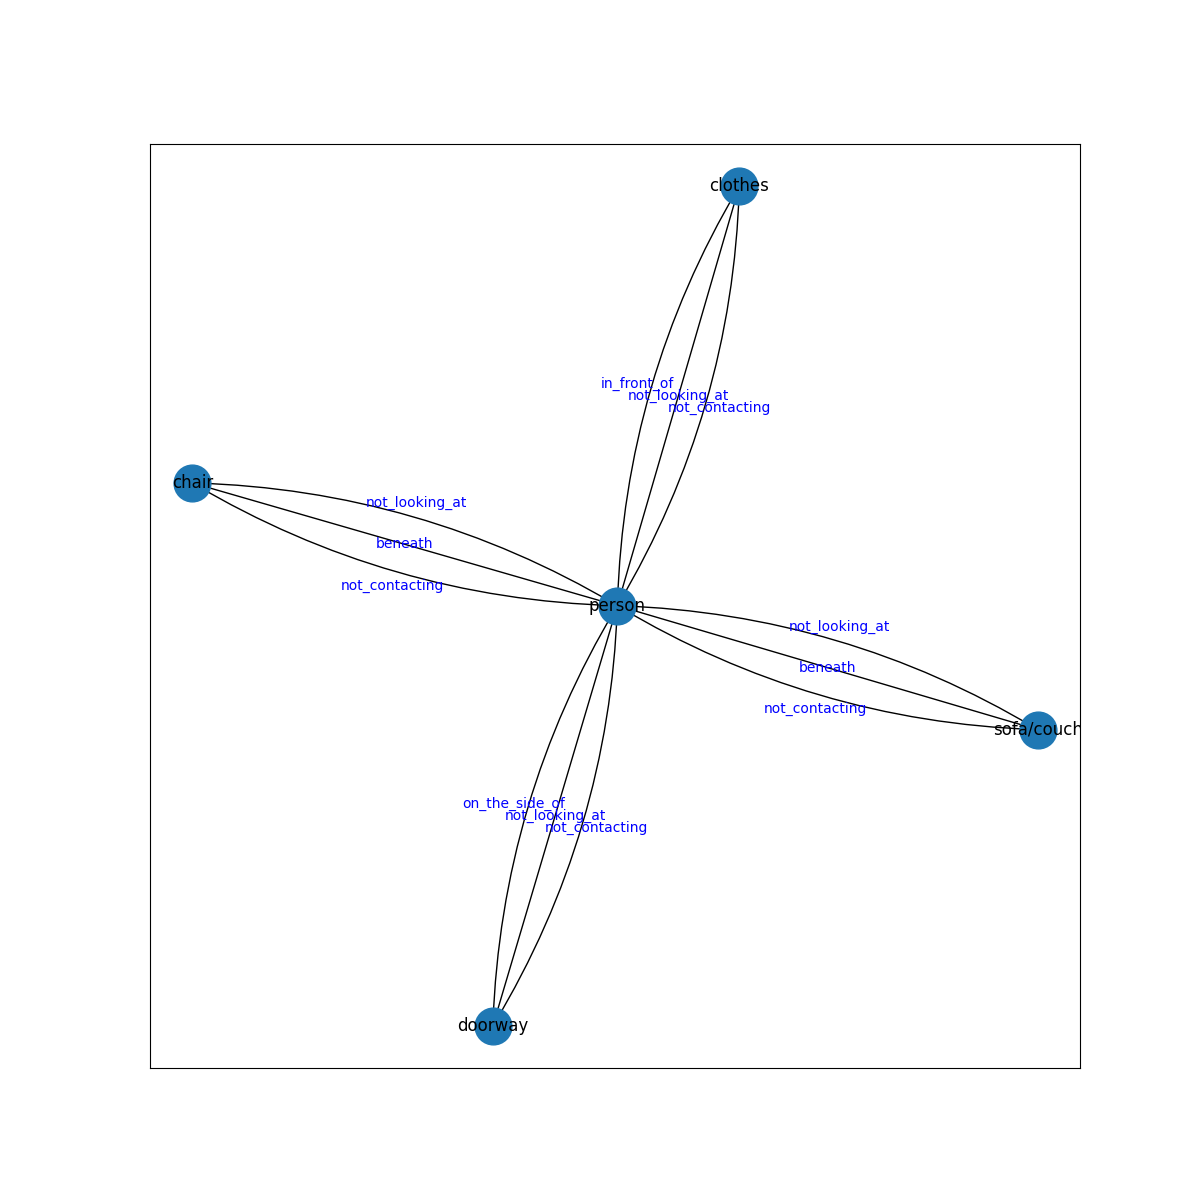 clothes
in_front_of
not_looking_at
not_contacting
chair
not_looking_at
beneath
not_contacting
person
not_looking_at
beneath
not_contacting
sofa/couch
on_the_side_of
not_looking_at
not_contacting
doorway